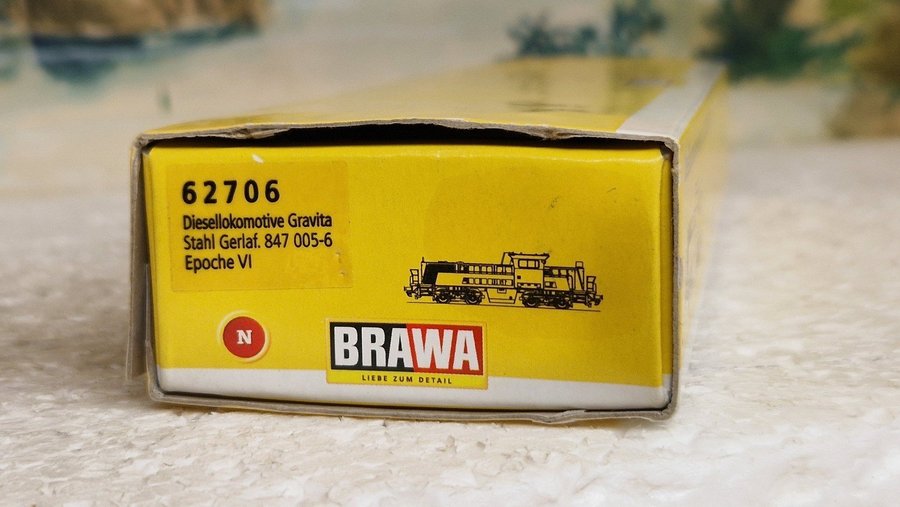 62706
Diesellokomotive Gravita
Stahl Gerlaf. 847 005-6
Epoche VI
N
BRAWA
LIEBE ZUM DETAIL